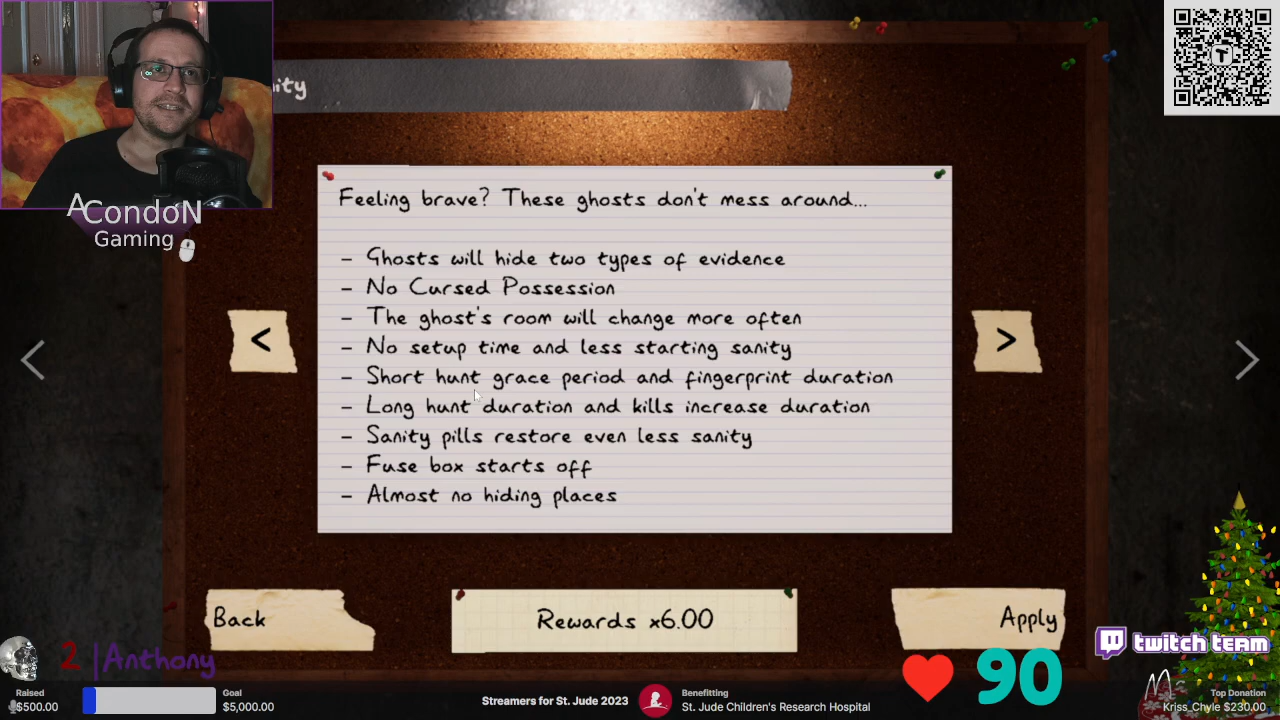 ity
Feeling brave? These ghosts don't mess around...
- Ghosts will hide two types of evidence
- No Cursed Possession
- The ghost's room will change more often
- No setup time and less starting sanity
- Short hunt grace period and fingerprint duration
- Long hunt duration and kills increase duration
- Sanity pills restore even less sanity
- Fuse box starts off
- Almost no hiding places
<
>
Back
Rewards x6.00
Apply
ACondoN
Gaming
2 | Anthony
90
twitch team
Raised
$500.00
Goal
$5,000.00
Streamers for St. Jude 2023
Benefitting
St. Jude Children's Research Hospital
Top Donation
Kriss_Chyle $230.00